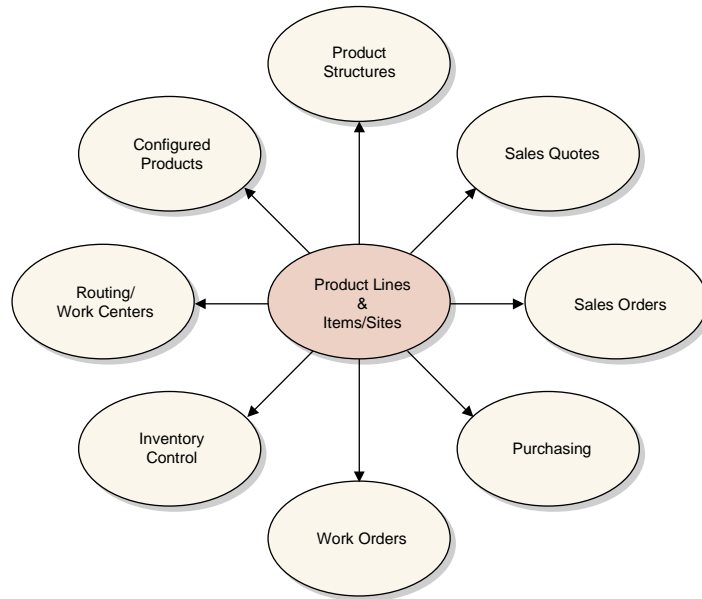 Product
Structures
Configured
Products
Sales Quotes
Routing/
Work Centers
Product Lines
&
Items/Sites
Sales Orders
Inventory
Control
Purchasing
Work Orders